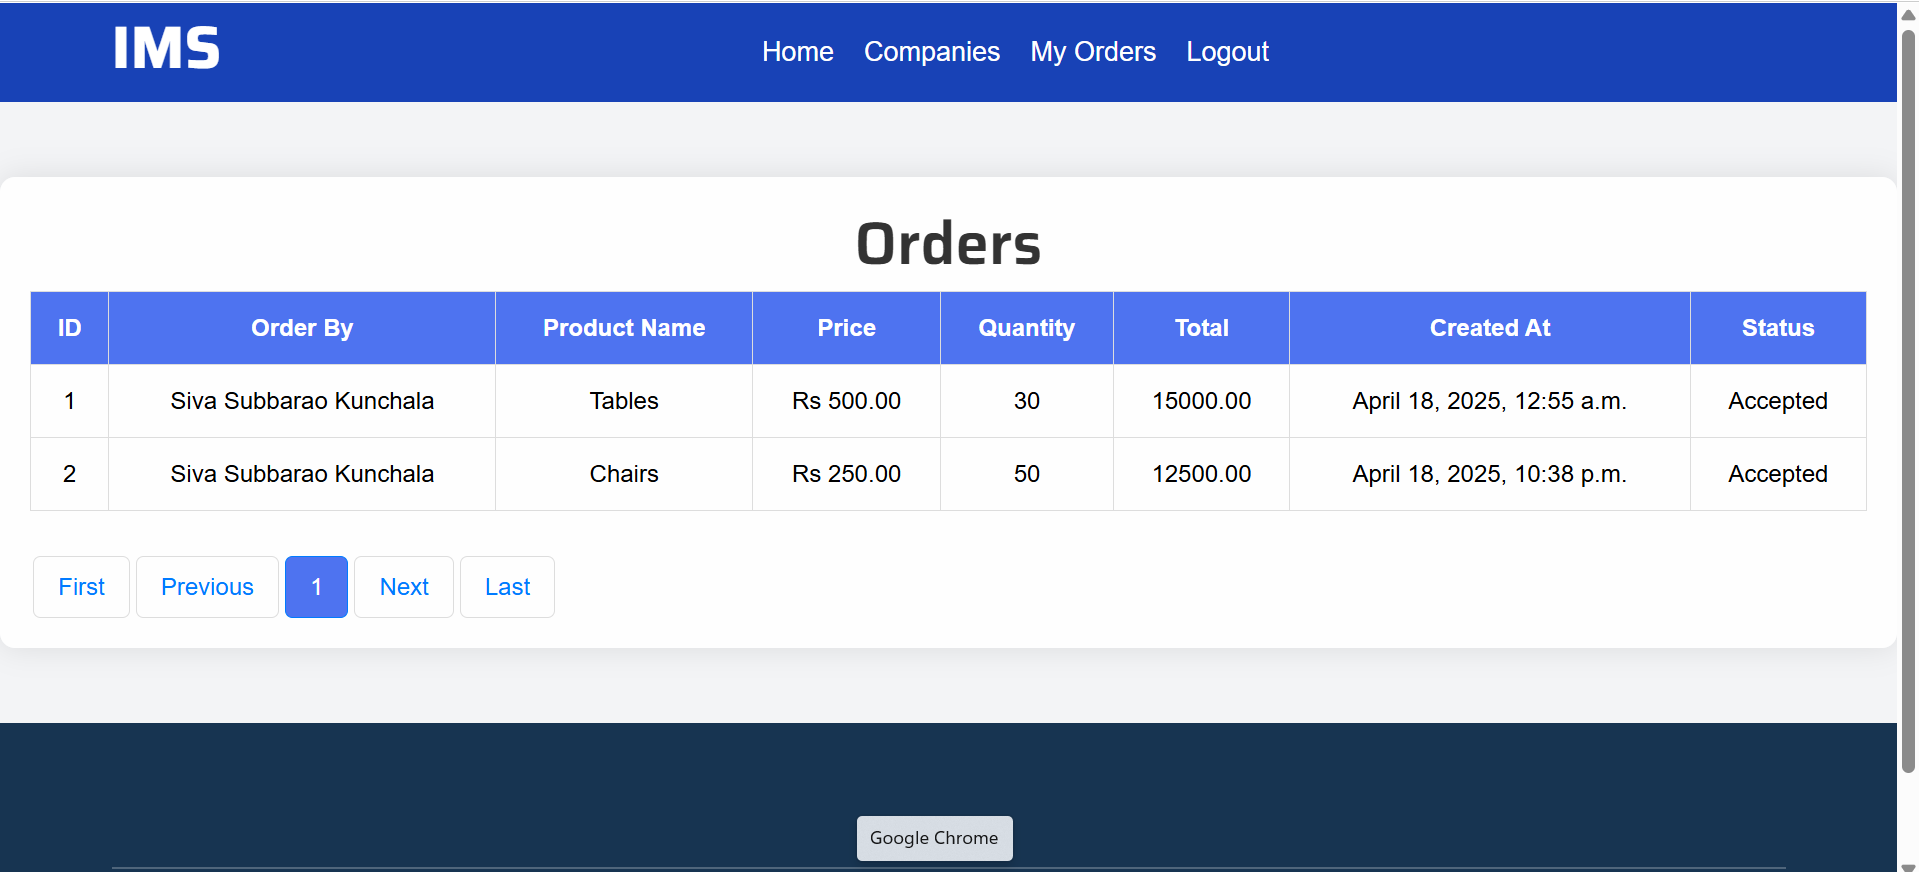 IMS
Home Companies My Orders Logout
Orders
ID Order By Product Name Price Quantity Total Created At Status
1 Siva Subbarao Kunchala Tables Rs 500.00 30 15000.00 April 18, 2025, 12:55 a.m. Accepted
2 Siva Subbarao Kunchala Chairs Rs 250.00 50 12500.00 April 18, 2025, 10:38 p.m. Accepted
First Previous 1 Next Last
Google Chrome